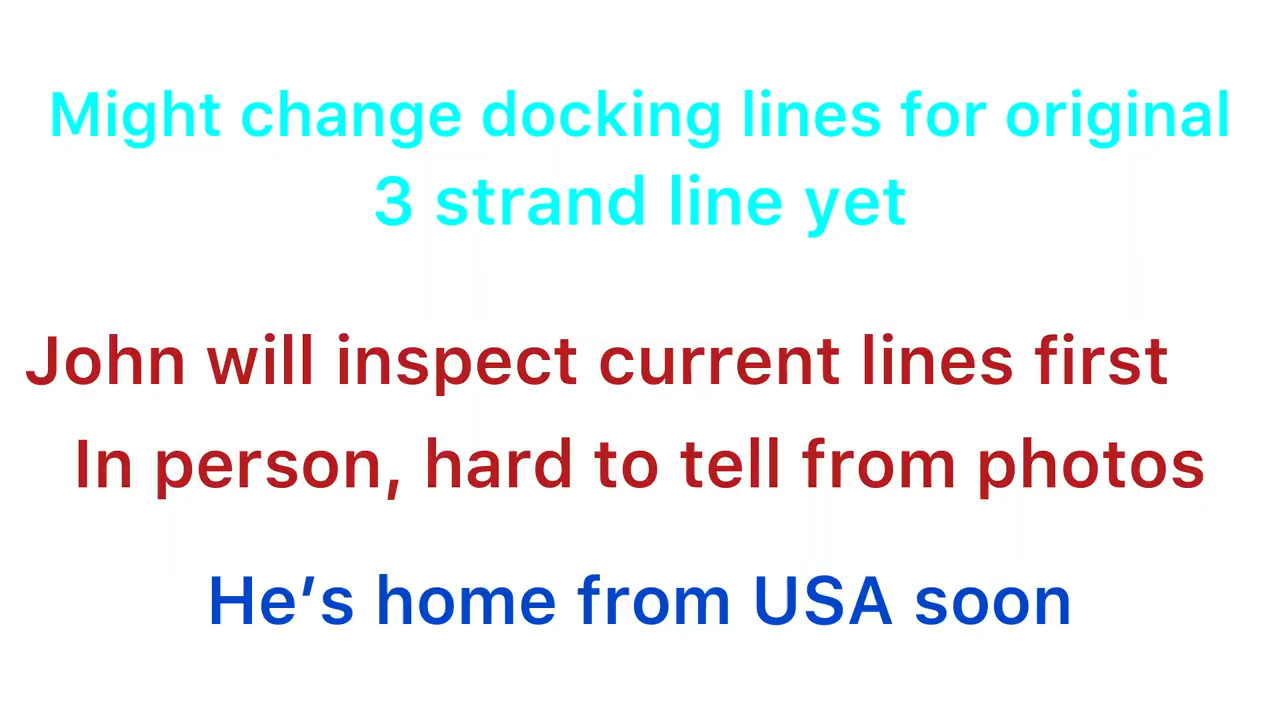 Might change docking lines for original
3 strand line yet
John will inspect current lines first
In person, hard to tell from photos
He’s home from USA soon